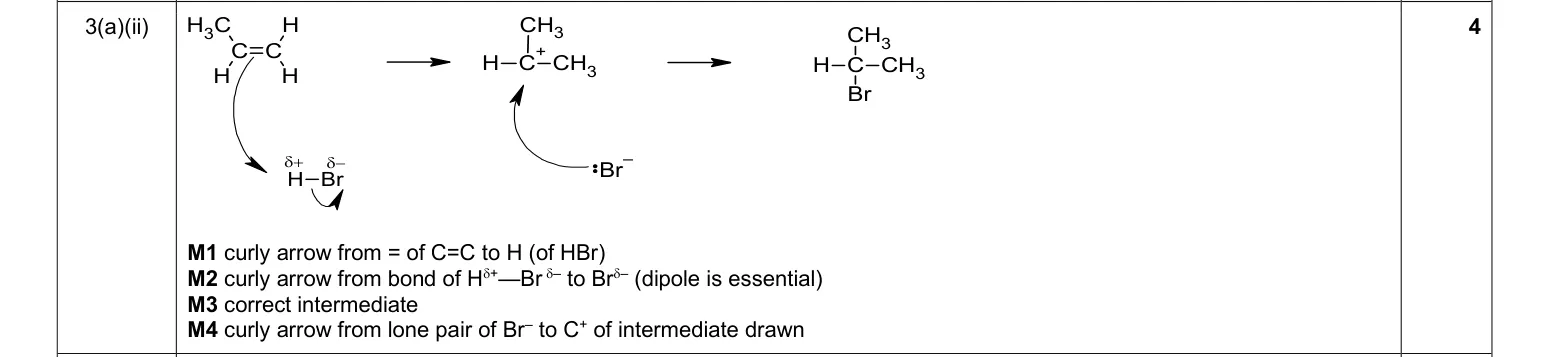 3(a)(ii)
4
H₃C H
C=C
H H
δ+ δ−
H–Br
CH₃
H–C⁺–CH₃
:Br⁻
CH₃
H–C–CH₃
Br
M1 curly arrow from = of C=C to H (of HBr)
M2 curly arrow from bond of Hᵟ⁺—Br ᵟ⁻ to Brᵟ⁻ (dipole is essential)
M3 correct intermediate
M4 curly arrow from lone pair of Br⁻ to C⁺ of intermediate drawn